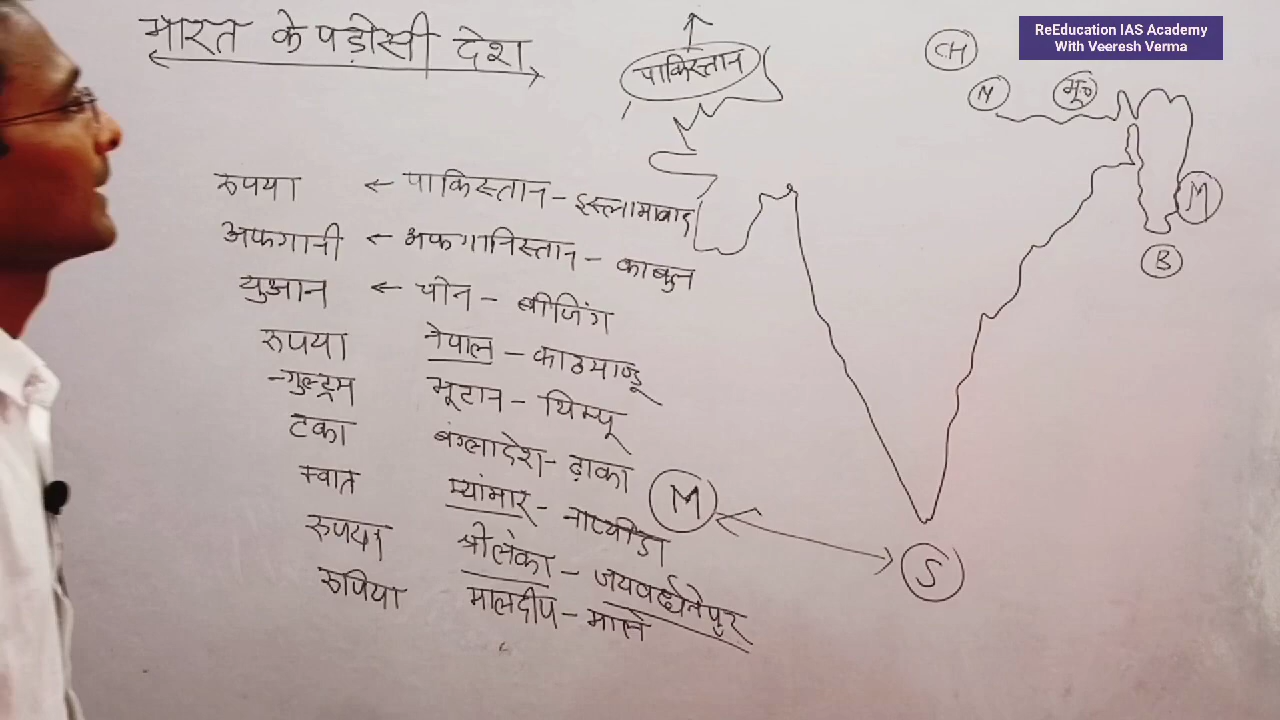 भारत के पड़ोसी देश
ReEducation IAS Academy
With Veeresh Verma
पाकिस्तान
CH
M
भू०
M
B
रुपया ← पाकिस्तान - इस्लामाबाद
अफगानी ← अफगानिस्तान - काबुल
युआन ← चीन - बीजिंग
रुपया नेपाल - काठमाण्डू
गुल्ट्रम भूटान - थिम्पू
टका बंग्लादेश - ढ़ाका
क्यात म्यांमार - नाप्यीडा
रुपया श्रीलंका - जयवर्द्धनेपुर
रुपिया मालदीप - माले
M
S